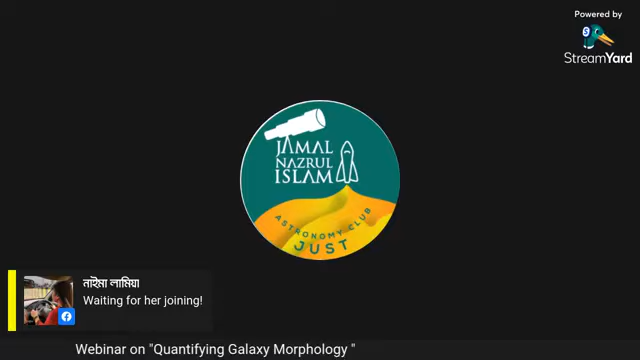 Powered by
StreamYard
JAMAL
NAZRUL
ISLAM
ASTRONOMY CLUB
JUST
নাইমা লামিয়া
Waiting for her joining!
Webinar on "Quantifying Galaxy Morphology "